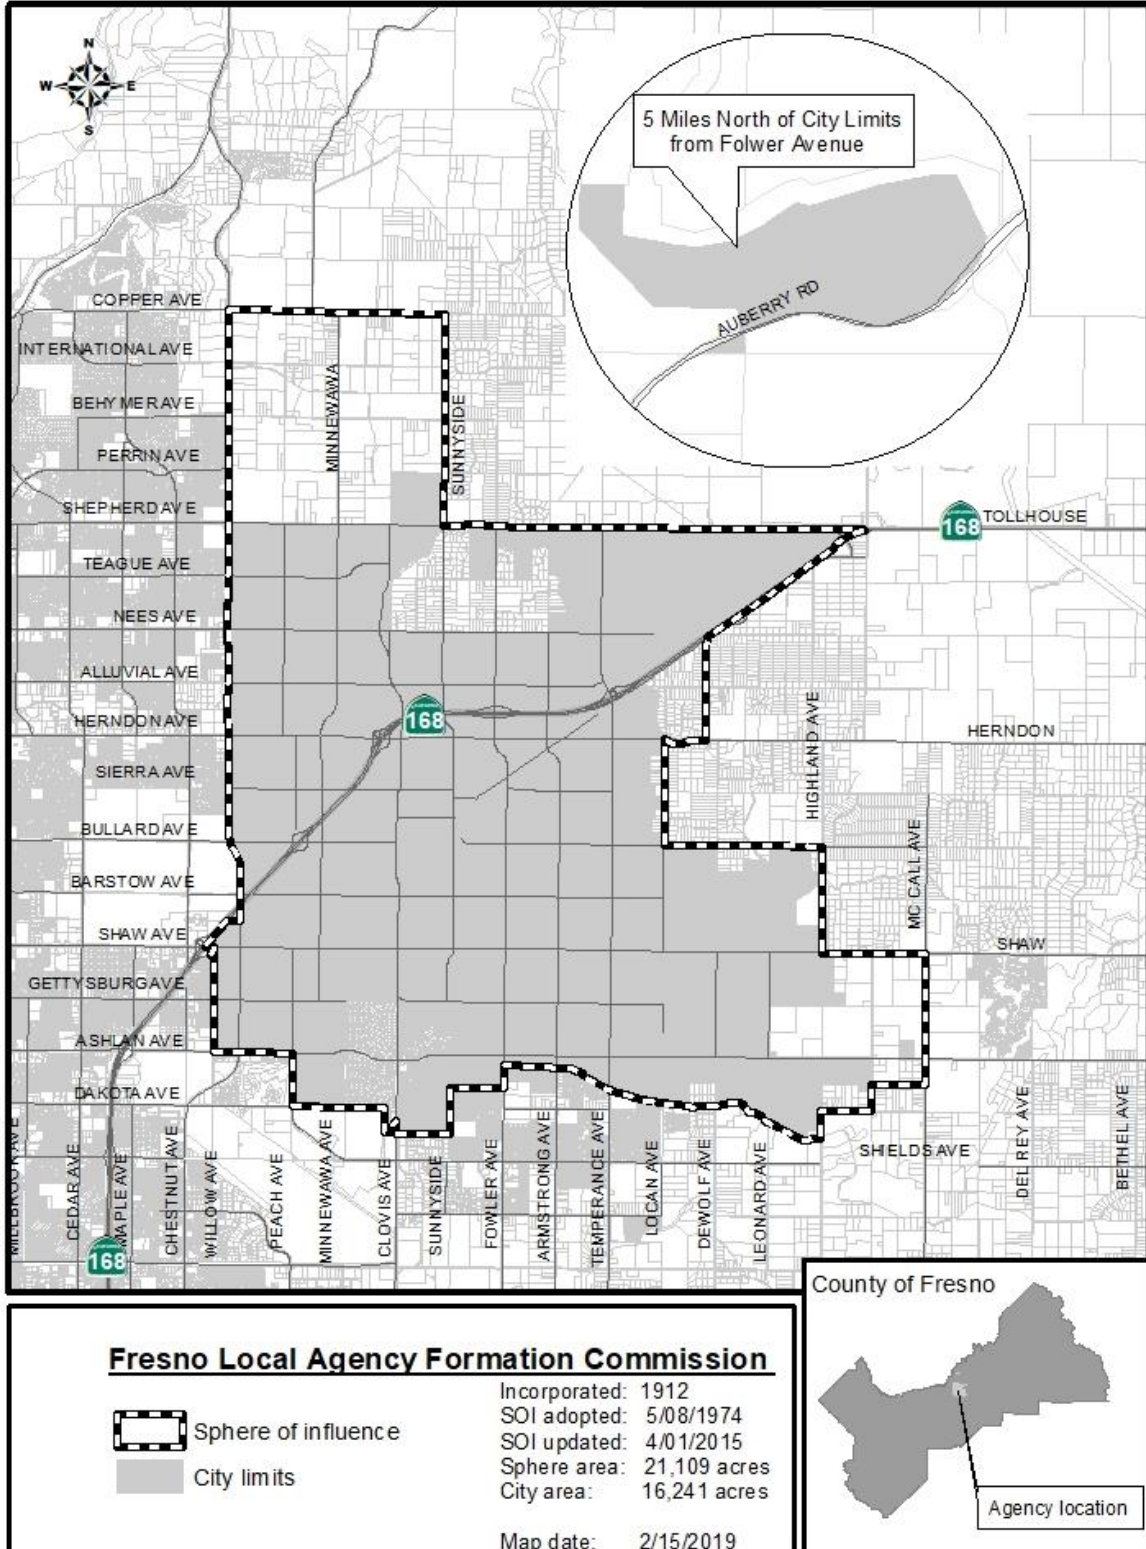 N
W E
S
5 Miles North of City Limits
from Folwer Avenue
AUBERRY RD
COPPER AVE
INTERNATIONAL AVE
BEHYMER AVE
PERRIN AVE
SHEPHERD AVE
TEAGUE AVE
NEES AVE
ALLUVIAL AVE
HERNDON AVE
SIERRA AVE
BULLARD AVE
BARSTOW AVE
SHAW AVE
GETTYSBURG AVE
ASHLAN AVE
DAKOTA AVE
MINNEWAWA
SUNNYSIDE
168
TOLLHOUSE
168
HERNDON
HIGHLAND AVE
MC CALL AVE
SHAW
SHIELDS AVE
MILLBROOK AVE
CEDAR AVE
MAPLE AVE
CHESTNUT AVE
WILLOW AVE
PEACH AVE
MINNEWAWA AVE
CLOVIS AVE
SUNNYSIDE
FOWLER AVE
ARMSTRONG AVE
TEMPERANCE AVE
LOCAN AVE
DEWOLF AVE
LEONARD AVE
DEL REY AVE
BETHEL AVE
168
County of Fresno
Agency location
Fresno Local Agency Formation Commission
Sphere of influence
City limits
Incorporated: 1912
SOI adopted: 5/08/1974
SOI updated: 4/01/2015
Sphere area: 21,109 acres
City area: 16,241 acres
Map date: 2/15/2019